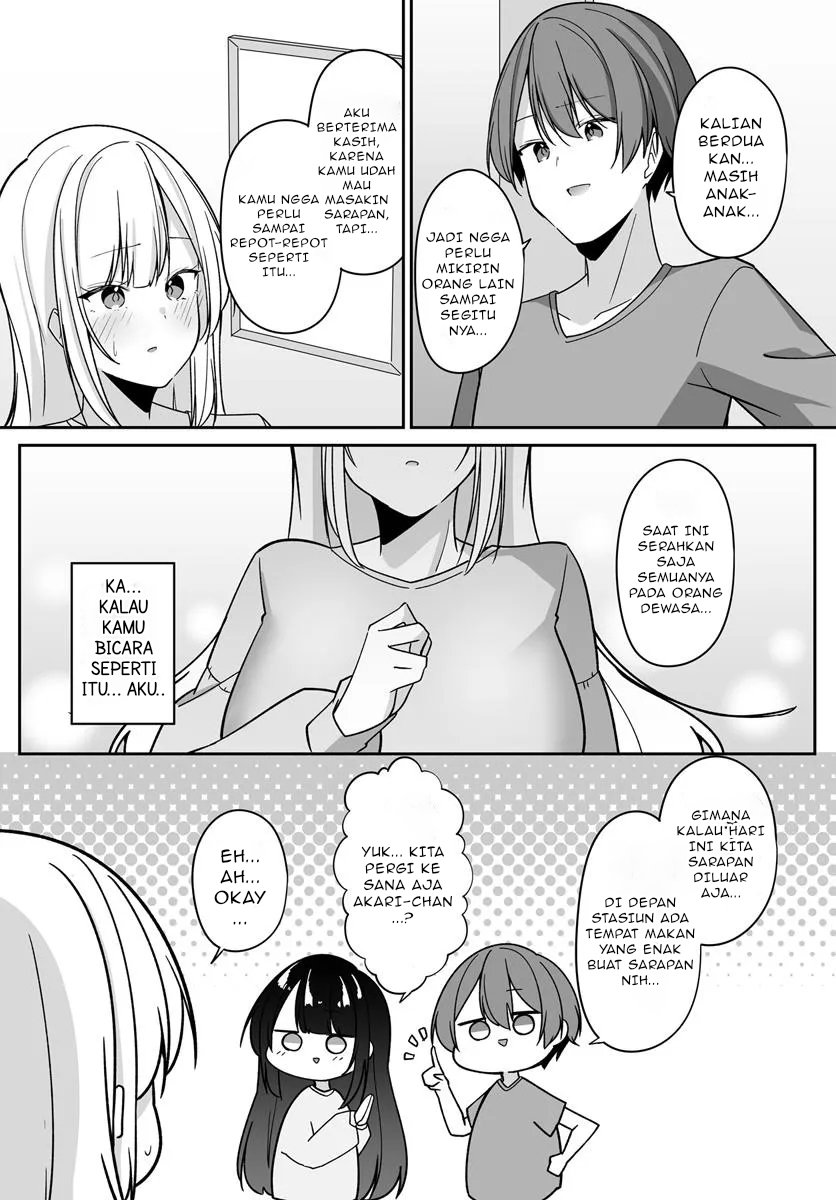 KALIAN
BERDUA
KAN...
MASIH
ANAK-
ANAK...
JADI NGGA
PERLU
MIKIRIN
ORANG LAIN
SAMPAI
SEGITU
NYA...
AKU
BERTERIMA
KASIH,
KARENA
KAMU UDAH
MAU
MASAKIN
SARAPAN,
TAPI...
KAMU NGGA
PERLU
SAMPAI
REPOT-REPOT
SEPERTI
ITU...
SAAT INI
SERAHKAN
SAJA
SEMUANYA
PADA ORANG
DEWASA...
KA...
KALAU
KAMU
BICARA
SEPERTI
ITU... AKU..
GIMANA
KALAU HARI
INI KITA
SARAPAN
DILUAR
AJA...
DI DEPAN
STASIUN ADA
TEMPAT MAKAN
YANG ENAK
BUAT SARAPAN
NIH...
YUK... KITA
PERGI KE
SANA AJA
AKARI-CHAN
...?
EH...
AH...
OKAY
...